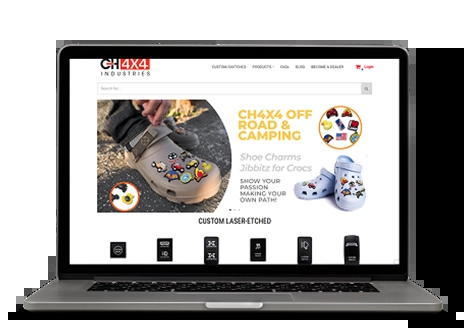 CH4X4
INDUSTRIES
CUSTOM SWITCHES PRODUCTS FAQs BLOG BECOME A DEALER Login
Search for...
CH4X4 OFF
ROAD &
CAMPING
Shoe Charms
Jibbitz for Crocs
SHOW YOUR
PASSION
MAKING YOUR
OWN PATH!
CUSTOM LASER-ETCHED